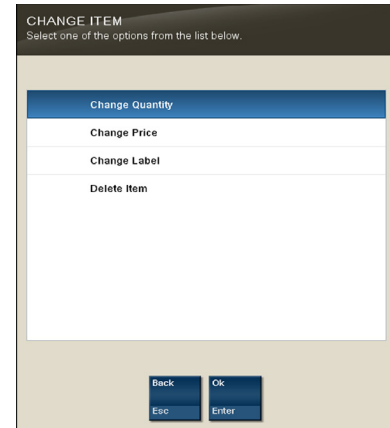 CHANGE ITEM
Select one of the options from the list below.
Change Quantity
Change Price
Change Label
Delete Item
Back
Ok
Esc
Enter